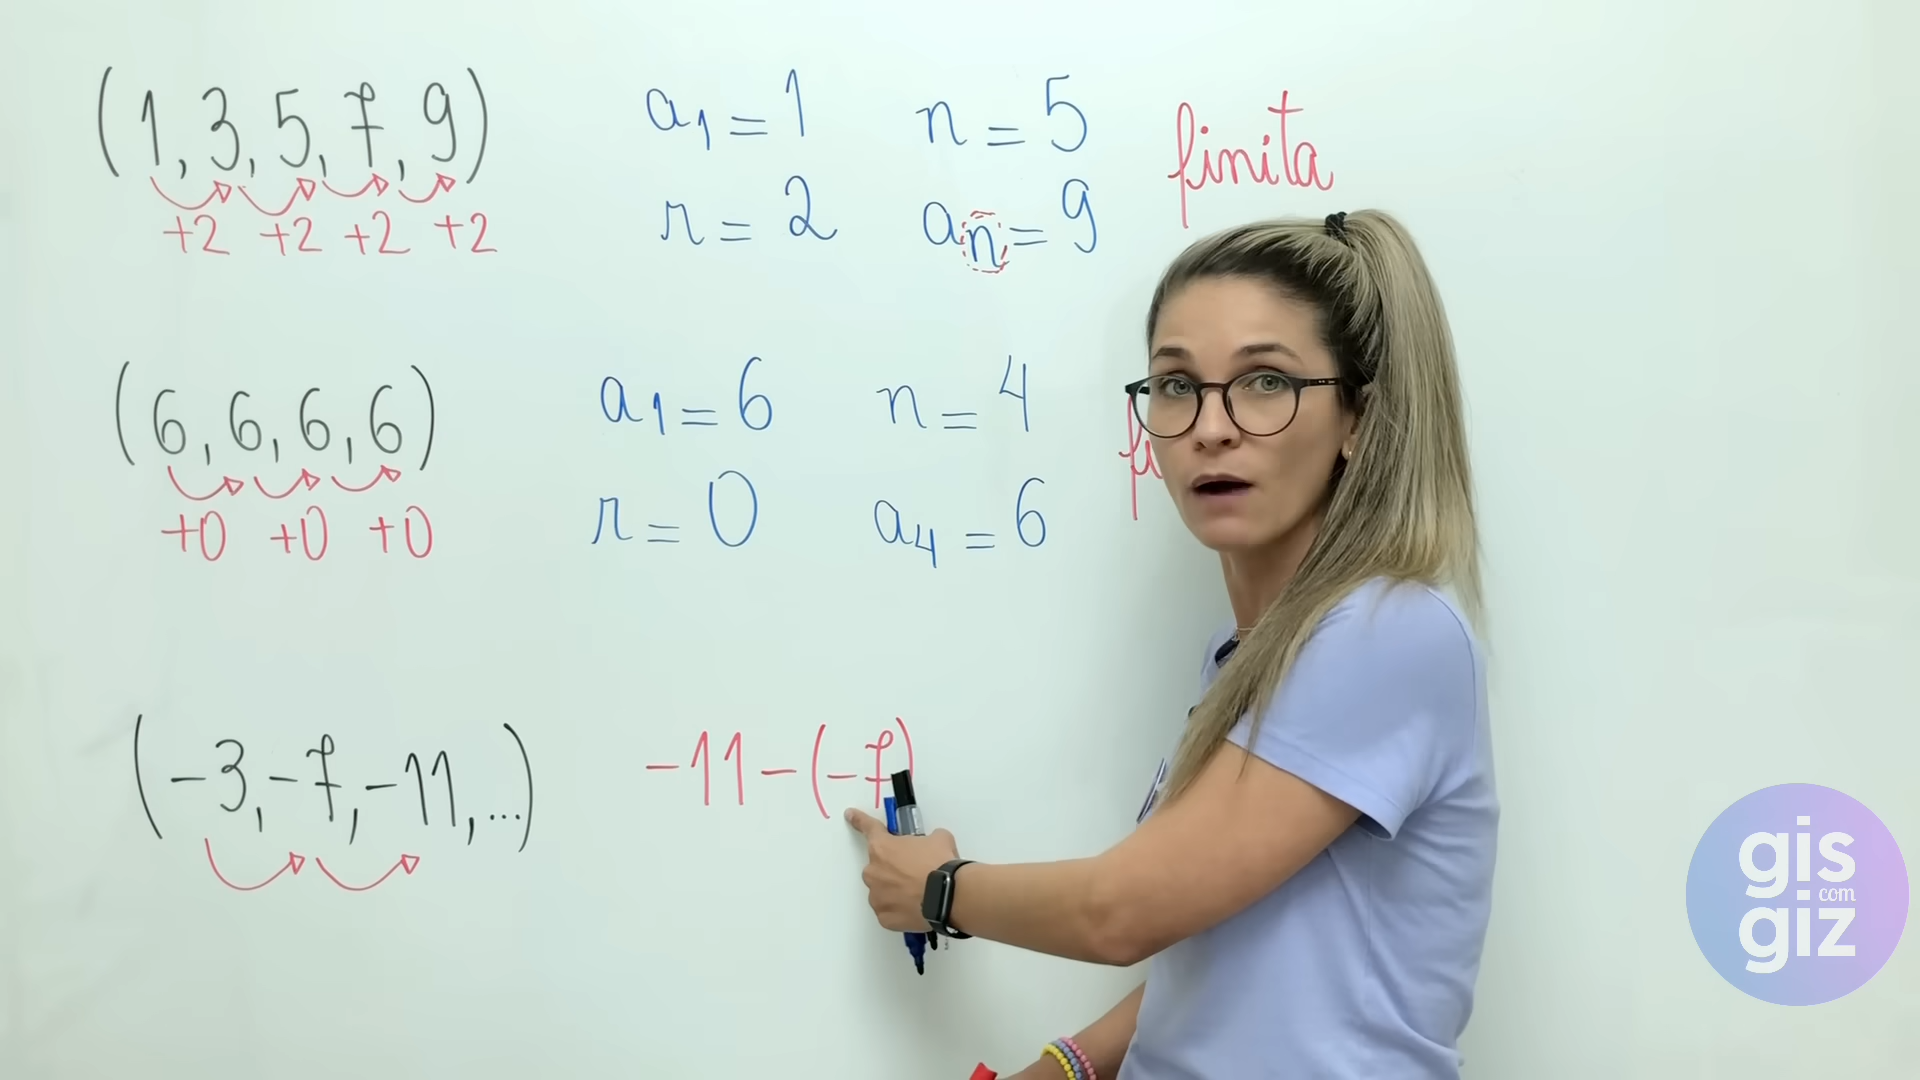 (1, 3, 5, 7, 9) a1 = 1 n = 5 finita
+2 +2 +2 +2 r = 2 an = 9
(6, 6, 6, 6) a1 = 6 n = 4
+0 +0 +0 r = 0 a4 = 6
(-3, -7, -11, ...) -11-(-7)
gis
com
giz